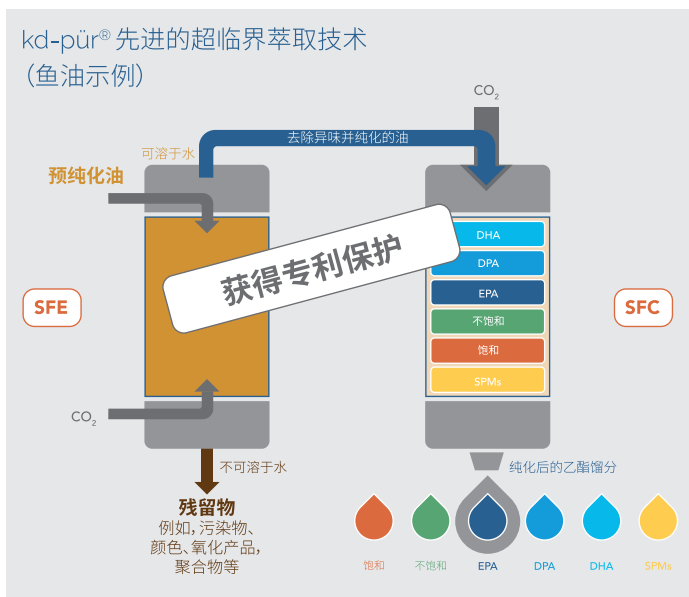 kd-pür® 先进的超临界萃取技术
（鱼油示例）
CO2
去除异味并纯化的油
可溶于水
预纯化油
获得专利保护
DHA
DPA
EPA
不饱和
饱和
SPMs
SFE
SFC
CO2
不可溶于水
纯化后的乙酯馏分
残留物
例如，污染物、
颜色、氧化产品，
聚合物等
饱和
不饱和
EPA
DPA
DHA
SPMs